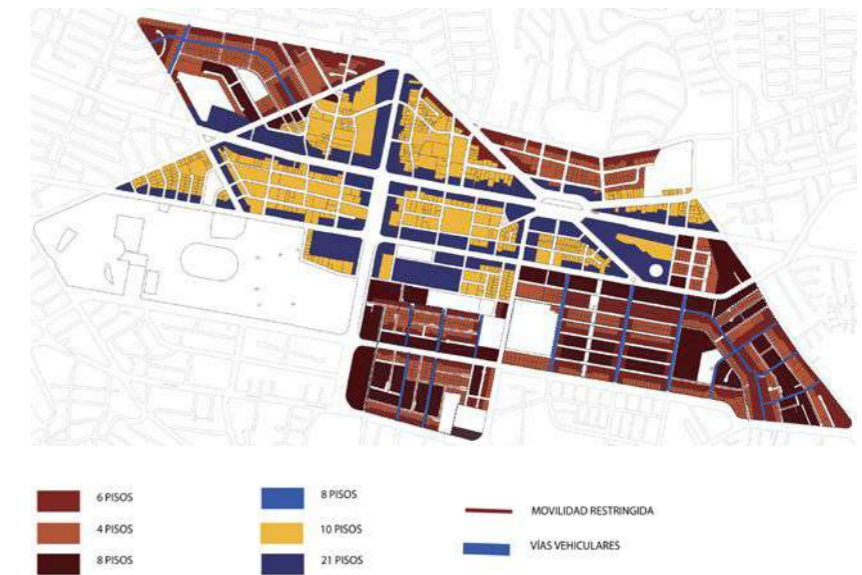 6 PISOS
4 PISOS
8 PISOS
8 PISOS
10 PISOS
21 PISOS
MOVILIDAD RESTRINGIDA
VÍAS VEHICULARES